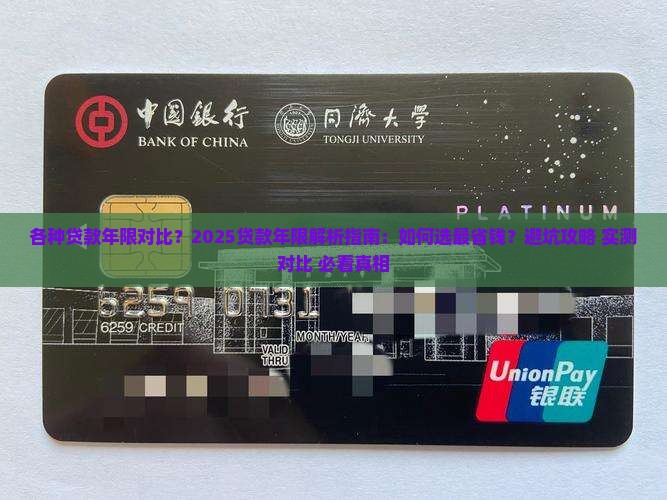 中國銀行
BANK OF CHINA
同濟大學
TONGJI UNIVERSITY
PLATINUM
各种贷款年限对比？2025贷款年限解析指南：如何选最省钱？避坑攻略 实测
对比 必看真相
6259 0731
6259 CREDIT
MONTH/YEAR
VALID
THRU
UnionPay
银联